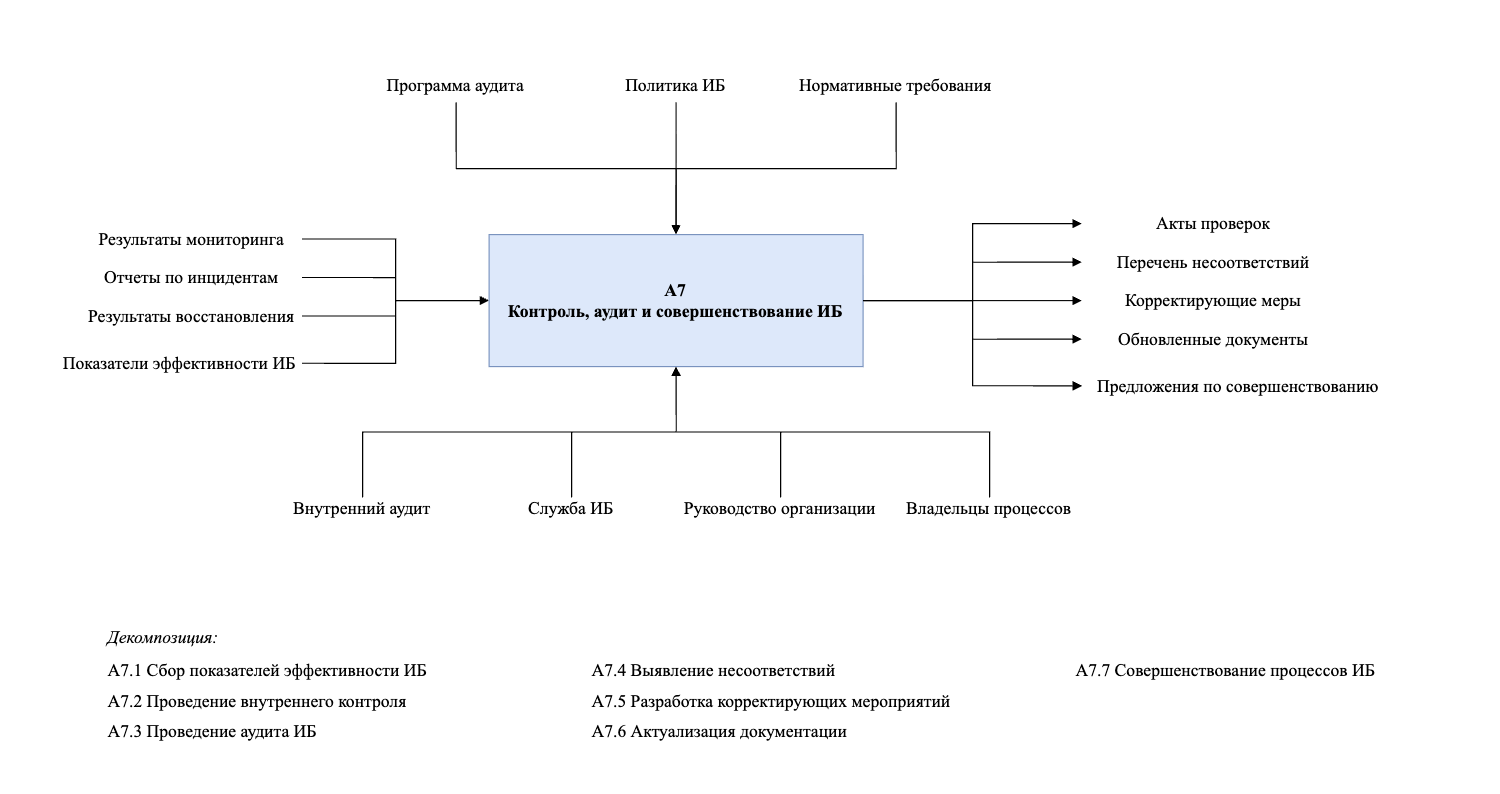 Программа аудита
Политика ИБ
Нормативные требования
Результаты мониторинга
Отчеты по инцидентам
Результаты восстановления
Показатели эффективности ИБ
А7
Контроль, аудит и совершенствование ИБ
Акты проверок
Перечень несоответствий
Корректирующие меры
Обновленные документы
Предложения по совершенствованию
Внутренний аудит
Служба ИБ
Руководство организации
Владельцы процессов
Декомпозиция:
А7.1 Сбор показателей эффективности ИБ
А7.2 Проведение внутреннего контроля
А7.3 Проведение аудита ИБ
А7.4 Выявление несоответствий
А7.5 Разработка корректирующих мероприятий
А7.6 Актуализация документации
А7.7 Совершенствование процессов ИБ